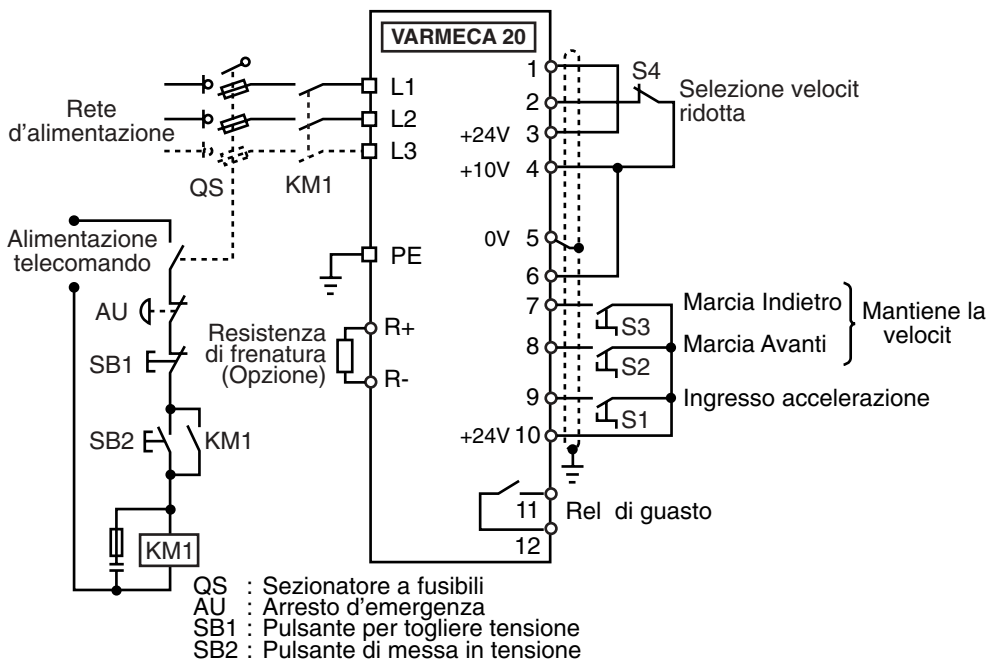 VARMECA 20
L1
L2
L3
PE
R+
R-
Rete
d'alimentazione
QS
KM1
Alimentazione
telecomando
AU
SB1
SB2
KM1
KM1
Resistenza
di frenatura
(Opzione)
1
2
+24V 3
+10V 4
0V 5
6
7
8
9
+24V 10
11
12
S4
Selezione velocit
ridotta
S3
S2
S1
Marcia Indietro
Marcia Avanti
Mantiene la
velocit
Ingresso accelerazione
Rel di guasto
QS : Sezionatore a fusibili
AU : Arresto d'emergenza
SB1 : Pulsante per togliere tensione
SB2 : Pulsante di messa in tensione